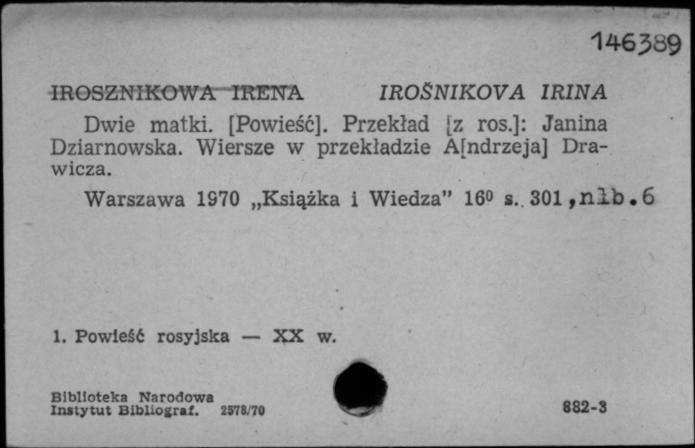 146389
IROSZNIKOWA IRENA IROŠNIKOVA IRINA
Dwie matki. [Powieść]. Przekład [z ros.]: Janina
Dziarnowska. Wiersze w przekładzie A[ndrzeja] Dra-
wicza.
Warszawa 1970 „Książka i Wiedza” 16⁰ s. 301, nlb. 6
1. Powieść rosyjska — XX w.
Biblioteka Narodowa
Instytut Bibliograf. 2578/70 882-3